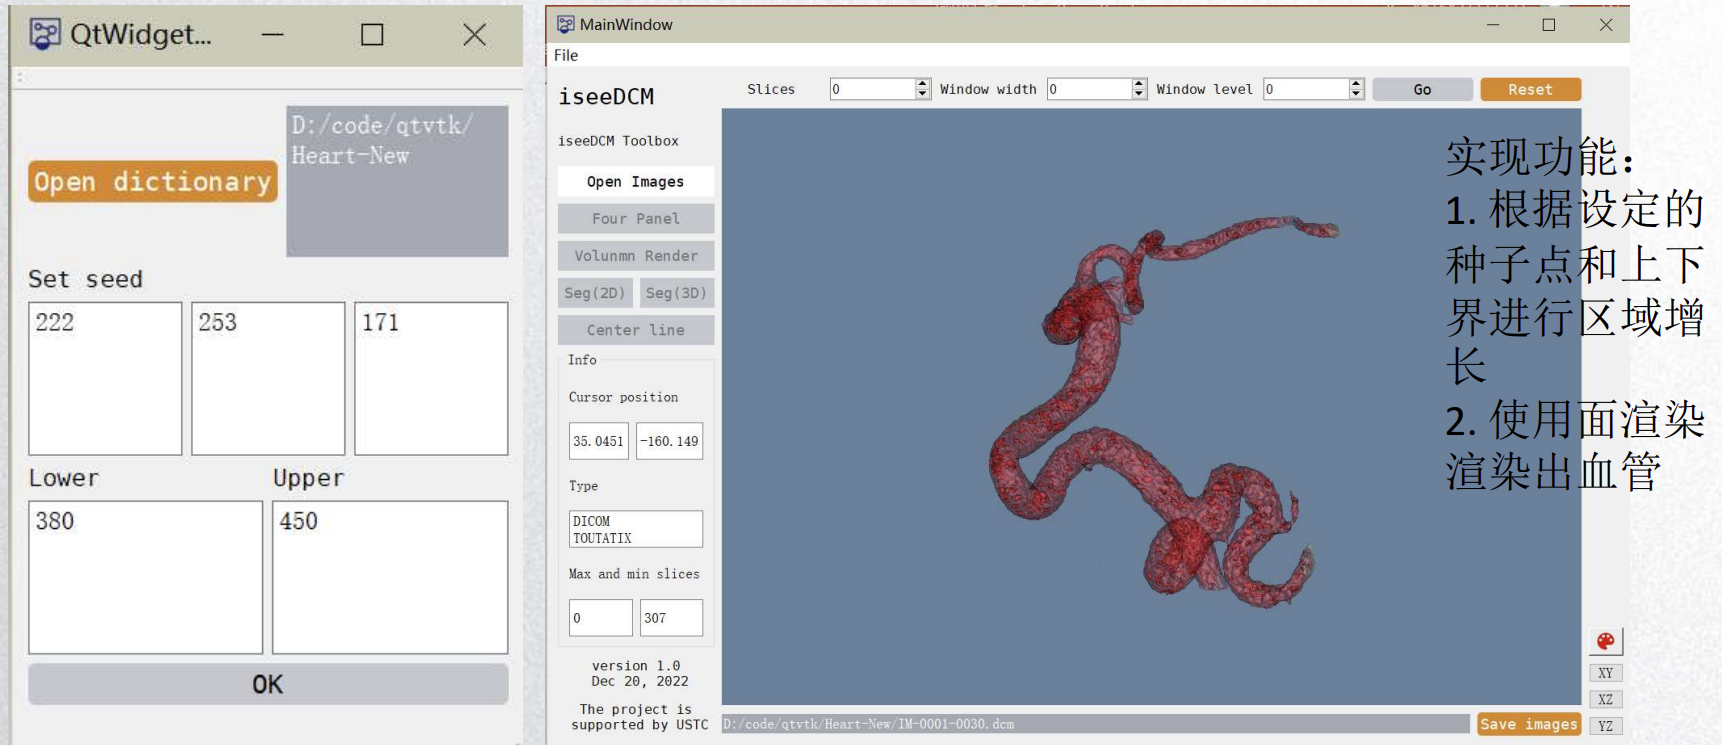 QtWidget...
D:/code/qtvtk/
Heart-New
Open dictionary
Set seed
222 253 171
Lower Upper
380 450
OK
MainWindow
File
iseeDCM
Slices 0 Window width 0 Window level 0 Go Reset
iseeDCM Toolbox
Open Images
Four Panel
Volunmn Render
Seg(2D) Seg(3D)
Center line
Info
Cursor position
35.0451 -160.149
Type
DICOM
TOUTATIX
Max and min slices
0 307
version 1.0
Dec 20, 2022
The project is
supported by USTC
D:/code/qtvtk/Heart-New/IM-0001-0030.dcm
Save images
XY
XZ
YZ
实现功能：
1. 根据设定的
种子点和上下
界进行区域增
长
2. 使用面渲染
渲染出血管